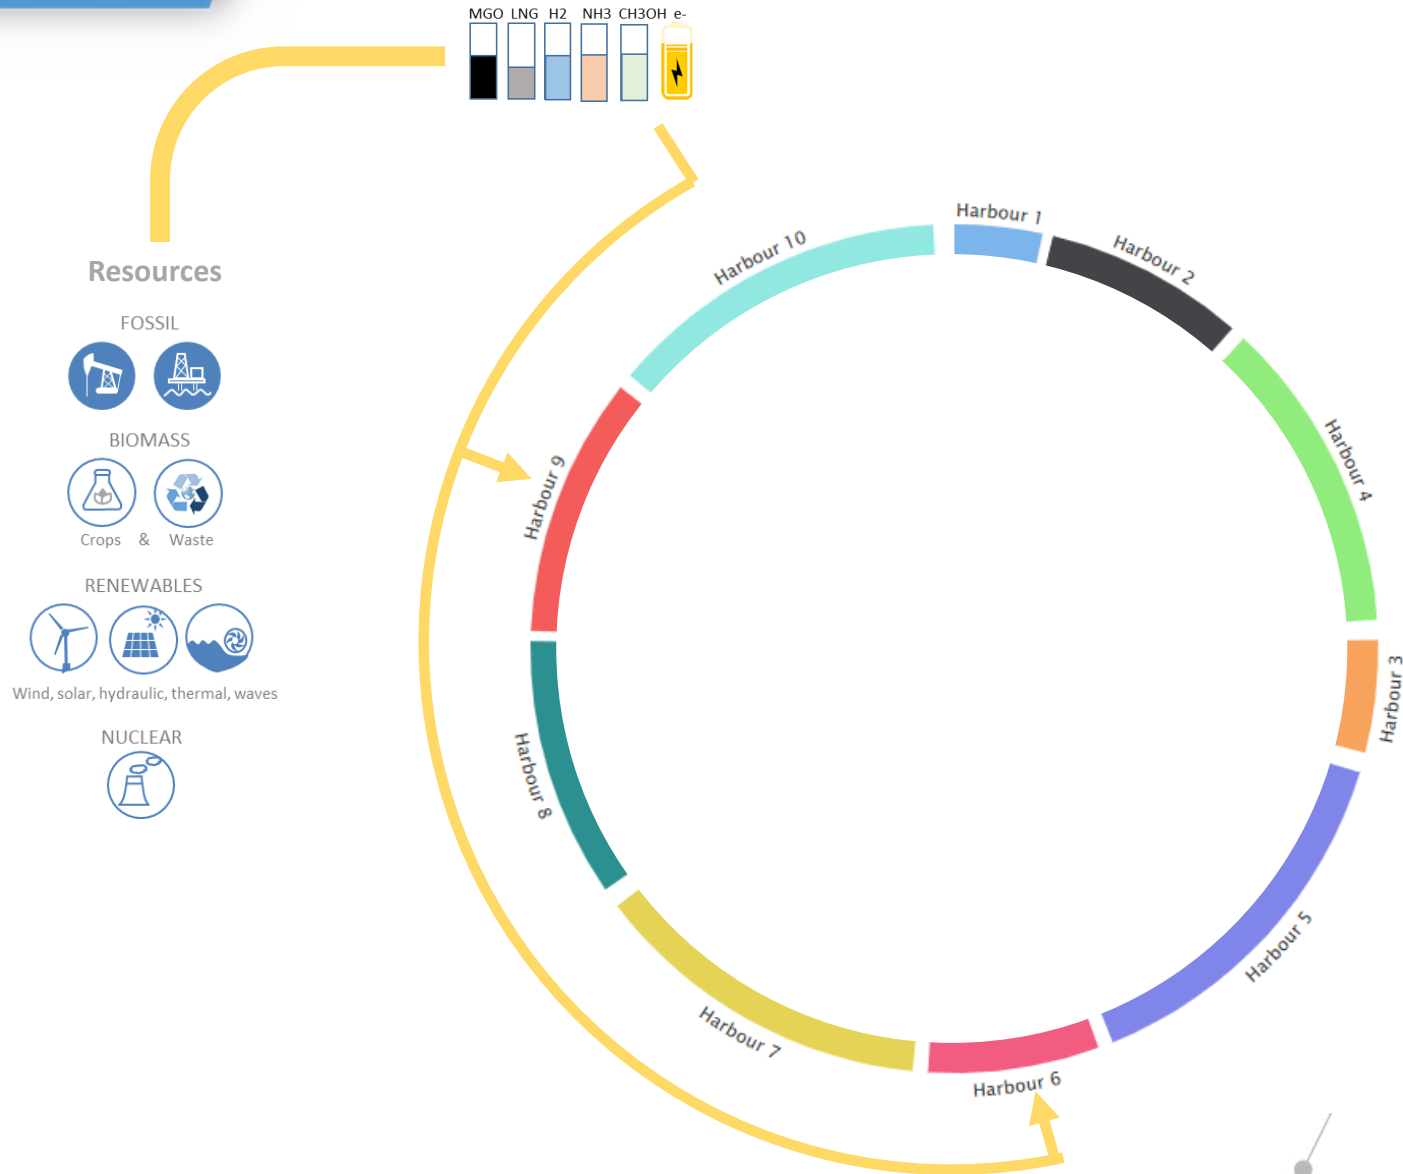 MGO LNG H2 NH3 CH3OH e-
Resources
FOSSIL
BIOMASS
Crops & Waste
RENEWABLES
Wind, solar, hydraulic, thermal, waves
NUCLEAR
Harbour 1
Harbour 2
Harbour 4
Harbour 3
Harbour 5
Harbour 6
Harbour 7
Harbour 8
Harbour 9
Harbour 10